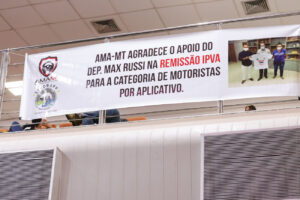 AMA-MT AGRADECE O APOIO DO
DEP. MAX RUSSI NA REMISSÃO IPVA
PARA A CATEGORIA DE MOTORISTAS
POR APLICATIVO.